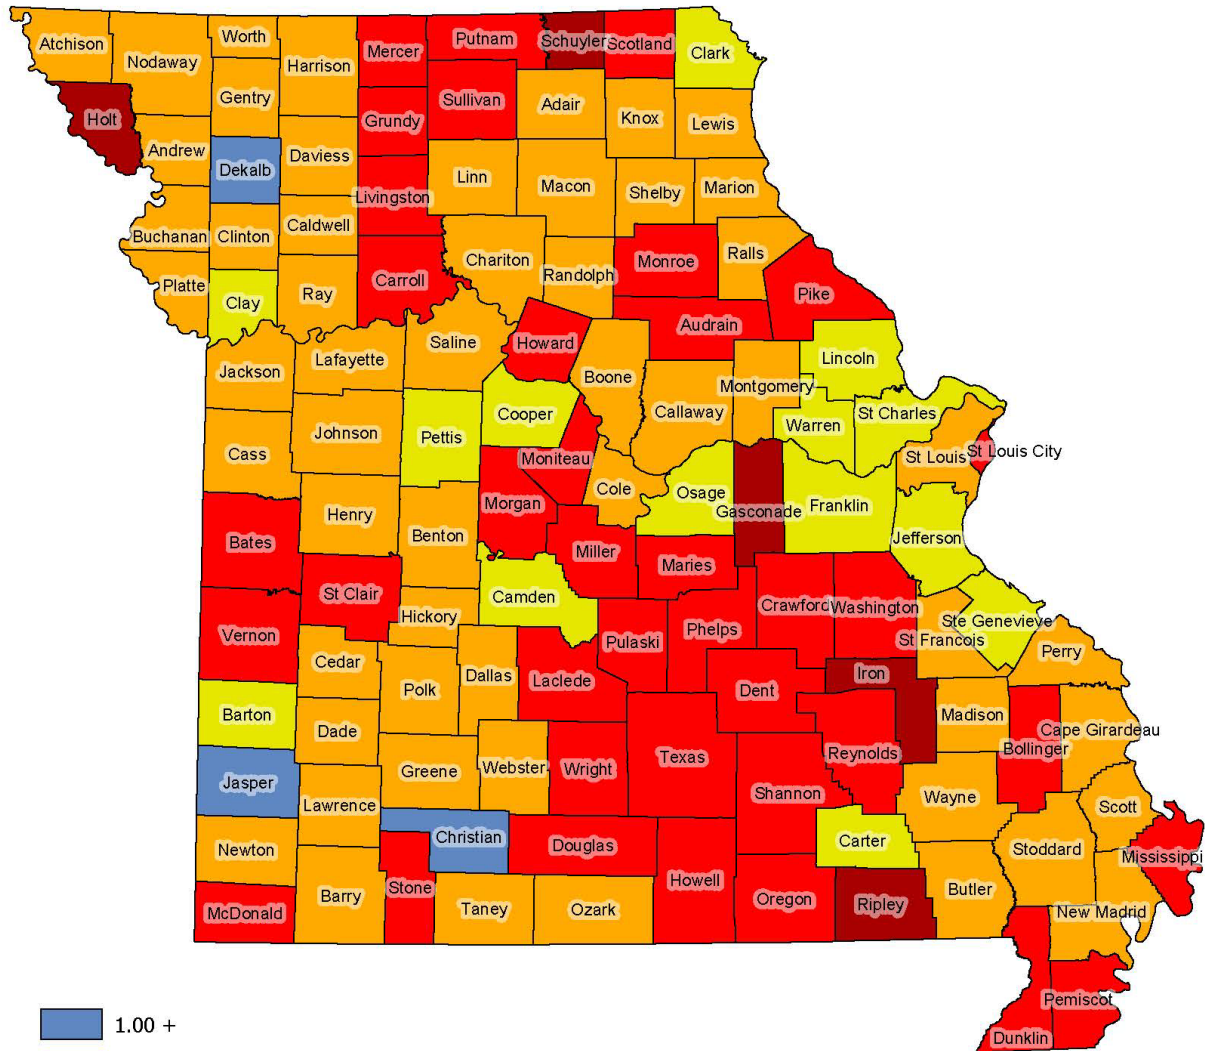 Atchison
Nodaway
Worth
Harrison
Mercer
Putnam
Schuyler
Scotland
Clark
Gentry
Holt
Grundy
Sullivan
Adair
Knox
Lewis
Andrew
Dekalb
Daviess
Livingston
Linn
Macon
Shelby
Marion
Buchanan
Clinton
Caldwell
Chariton
Randolph
Monroe
Ralls
Platte
Clay
Ray
Carroll
Pike
Audrain
Howard
Saline
Lafayette
Jackson
Boone
Lincoln
Montgomery
Callaway
Cooper
Warren
St Charles
Johnson
Pettis
Cass
Moniteau
St Louis
St Louis City
Cole
Osage
Morgan
Gasconade
Franklin
Henry
Benton
Bates
Miller
Jefferson
Maries
St Clair
Camden
Crawford
Washington
Hickory
Vernon
Pulaski
Phelps
Ste Genevieve
St Francois
Perry
Cedar
Polk
Dallas
Laclede
Dent
Iron
Barton
Dade
Madison
Cape Girardeau
Bollinger
Jasper
Greene
Webster
Wright
Texas
Reynolds
Shannon
Lawrence
Wayne
Scott
Christian
Douglas
Carter
Newton
Stoddard
Mississippi
McDonald
Barry
Stone
Taney
Ozark
Howell
Oregon
Ripley
Butler
New Madrid
Pemiscot
Dunklin
1.00 +